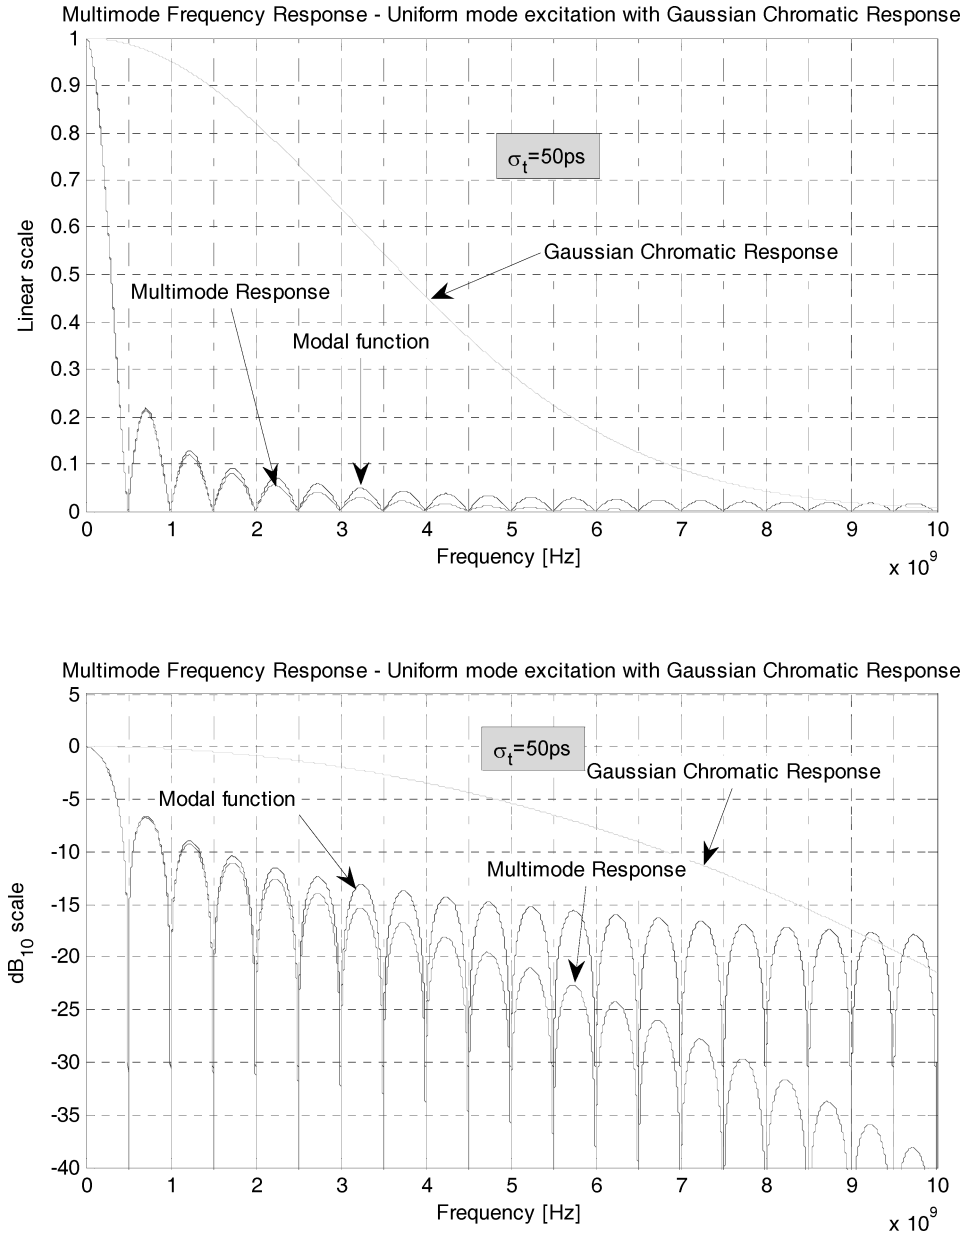 Multimode Frequency Response - Uniform mode excitation with Gaussian Chromatic Response
1
0.9
0.8
0.7
0.6
0.5
0.4
0.3
0.2
0.1
0
Linear scale
σt=50ps
Gaussian Chromatic Response
Multimode Response
Modal function
0 1 2 3 4 5 6 7 8 9 10
Frequency [Hz]
x 10^9
Multimode Frequency Response - Uniform mode excitation with Gaussian Chromatic Response
5
0
-5
-10
-15
-20
-25
-30
-35
-40
dB10 scale
σt=50ps
Gaussian Chromatic Response
Modal function
Multimode Response
0 1 2 3 4 5 6 7 8 9 10
Frequency [Hz]
x 10^9